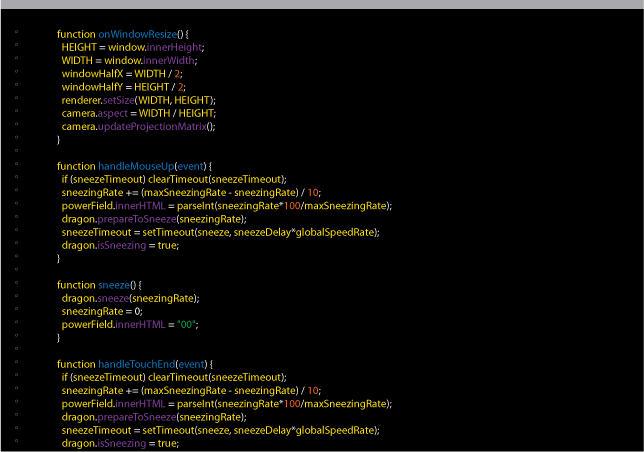 function onWindowResize() {
HEIGHT = window.innerHeight;
WIDTH = window.innerWidth;
windowHalfX = WIDTH / 2;
windowHalfY = HEIGHT / 2;
renderer.setSize(WIDTH, HEIGHT);
camera.aspect = WIDTH / HEIGHT;
camera.updateProjectionMatrix();
}
function handleMouseUp(event) {
if (sneezeTimeout) clearTimeout(sneezeTimeout);
sneezingRate += (maxSneezingRate - sneezingRate) / 10;
powerField.innerHTML = parseInt(sneezingRate*100/maxSneezingRate);
dragon.prepareToSneeze(sneezingRate);
sneezeTimeout = setTimeout(sneeze, sneezeDelay*globalSpeedRate);
dragon.isSneezing = true;
}
function sneeze() {
dragon.sneeze(sneezingRate);
sneezingRate = 0;
powerField.innerHTML = "00";
}
function handleTouchEnd(event) {
if (sneezeTimeout) clearTimeout(sneezeTimeout);
sneezingRate += (maxSneezingRate - sneezingRate) / 10;
powerField.innerHTML = parseInt(sneezingRate*100/maxSneezingRate);
dragon.prepareToSneeze(sneezingRate);
sneezeTimeout = setTimeout(sneeze, sneezeDelay*globalSpeedRate);
dragon.isSneezing = true;